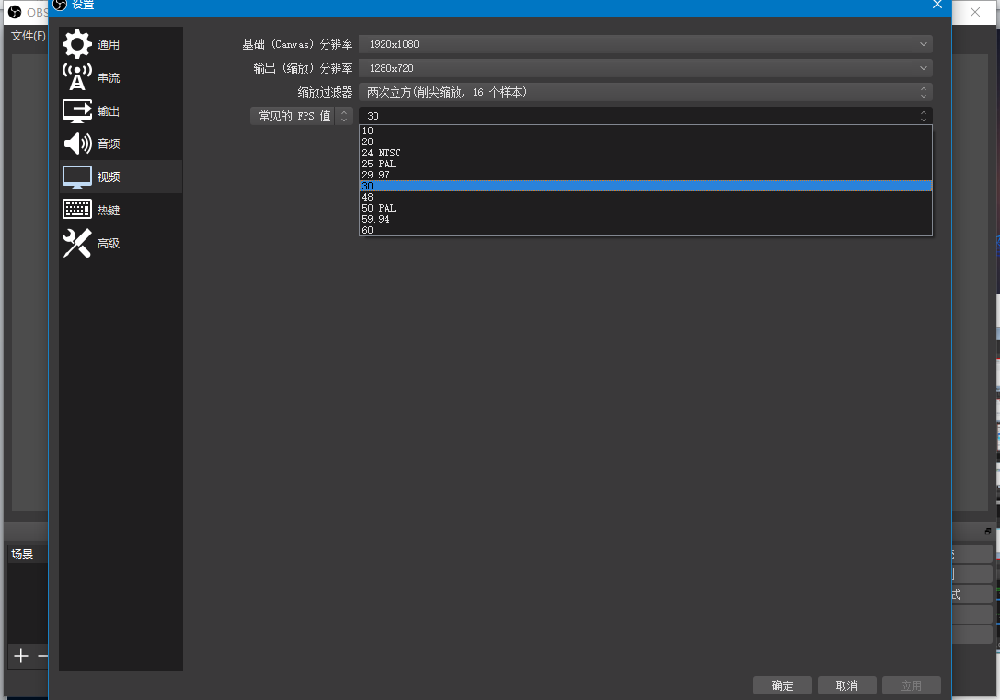 OBS
设置
文件(F)
通用
串流
输出
音频
视频
热键
高级
基础 (Canvas) 分辨率 1920x1080
输出 (缩放) 分辨率 1280x720
缩放过滤器 两次立方(削尖缩放, 16 个样本)
常见的 FPS 值 30
10
20
24 NTSC
25 PAL
29.97
30
48
50 PAL
59.94
60
场景
式
确定 取消 应用